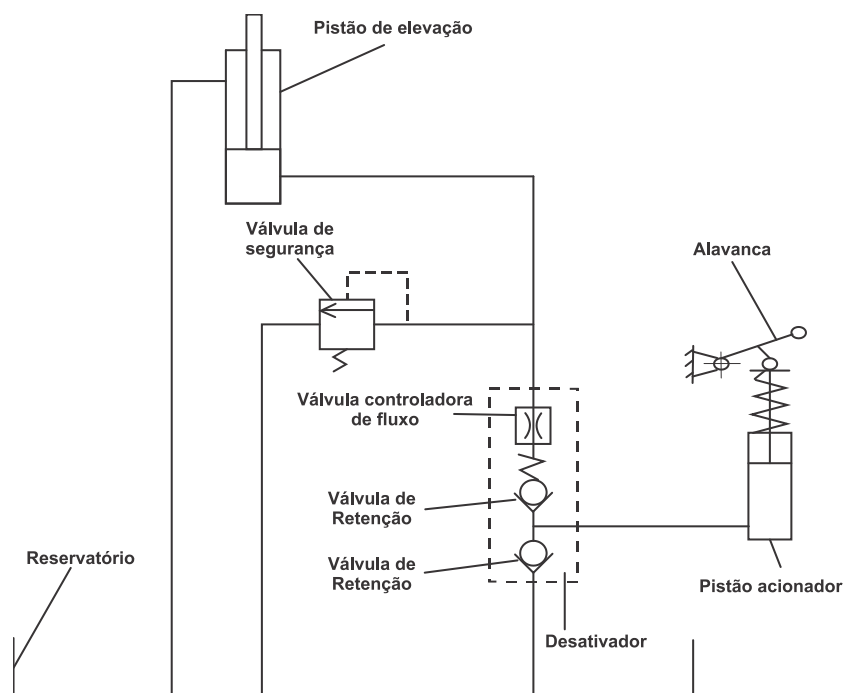 Pistão de elevação
Válvula de
segurança
Alavanca
Válvula controladora
de fluxo
Válvula de
Retenção
Reservatório
Válvula de
Retenção
Pistão acionador
Desativador